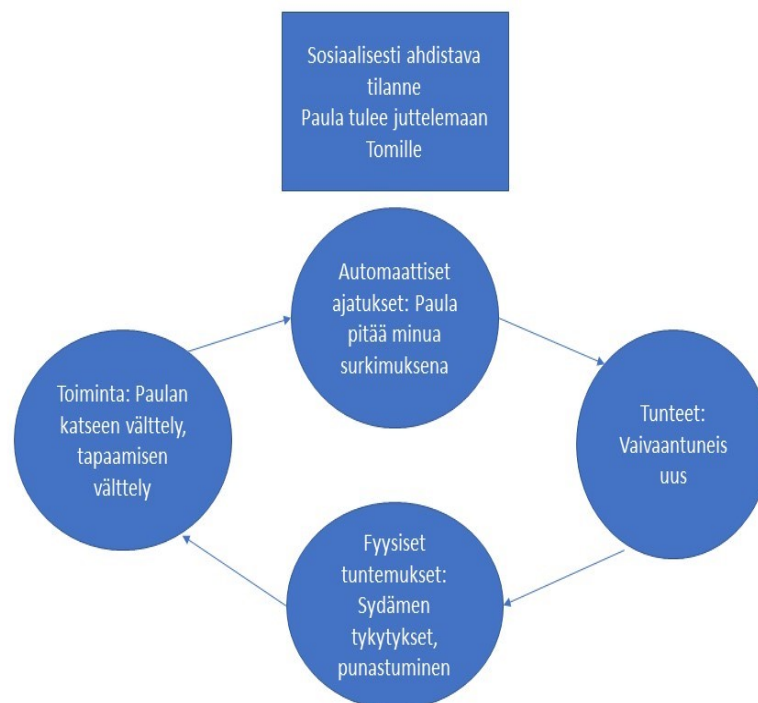 Sosiaalisesti ahdistava
tilanne
Paula tulee juttelemaan
Tomille
Automaattiset
ajatukset: Paula
pitää minua
surkimuksena
Tunteet:
Vaivaantuneis
uus
Fyysiset
tuntemukset:
Sydämen
tykytykset,
punastuminen
Toiminta: Paulan
katseen välttely,
tapaamisen
välttely